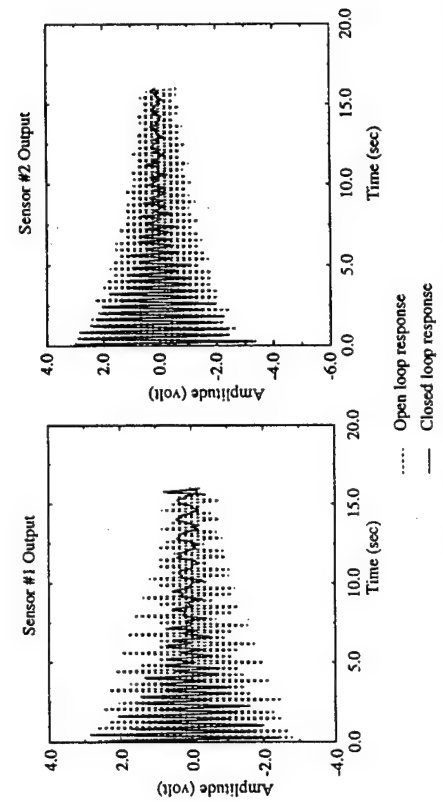 Sensor #1 Output
4.0
2.0
0.0
-2.0
-4.0
Amplitude (volt)
0.0
5.0
10.0
15.0
20.0
Time (sec)
Sensor #2 Output
4.0
2.0
0.0
-2.0
-4.0
-6.0
Amplitude (volt)
0.0
5.0
10.0
15.0
20.0
Time (sec)
Open loop response
Closed loop response